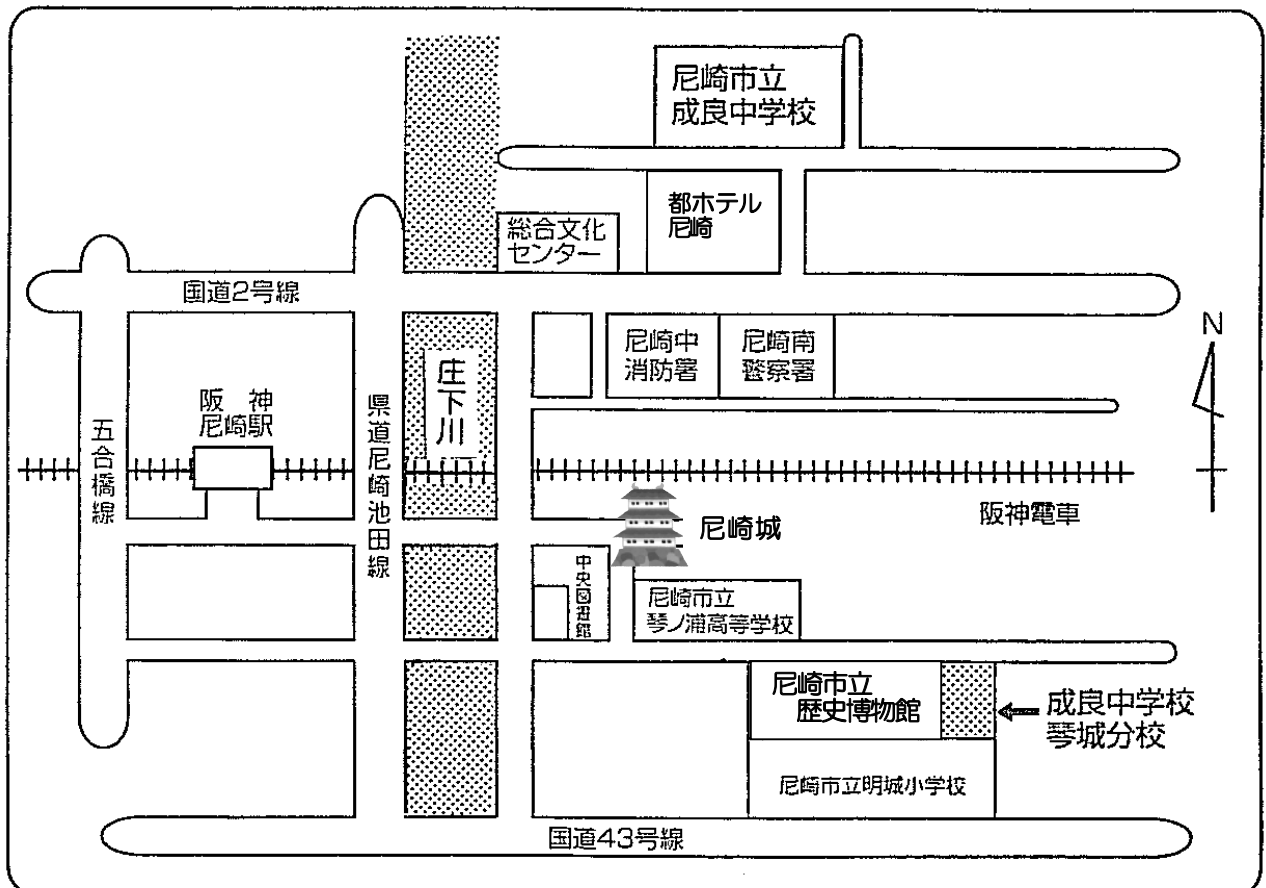 尼崎市立
成良中学校
都ホテル
尼崎
総合文化
センター
国道2号線
尼崎中
消防署
尼崎南
警察署
N
庄下川
阪神
尼崎駅
県道尼崎池田線
五合橋線
阪神電車
尼崎城
中央図書館
尼崎市立
琴ノ浦高等学校
尼崎市立
歴史博物館
成良中学校
琴城分校
尼崎市立明城小学校
国道43号線